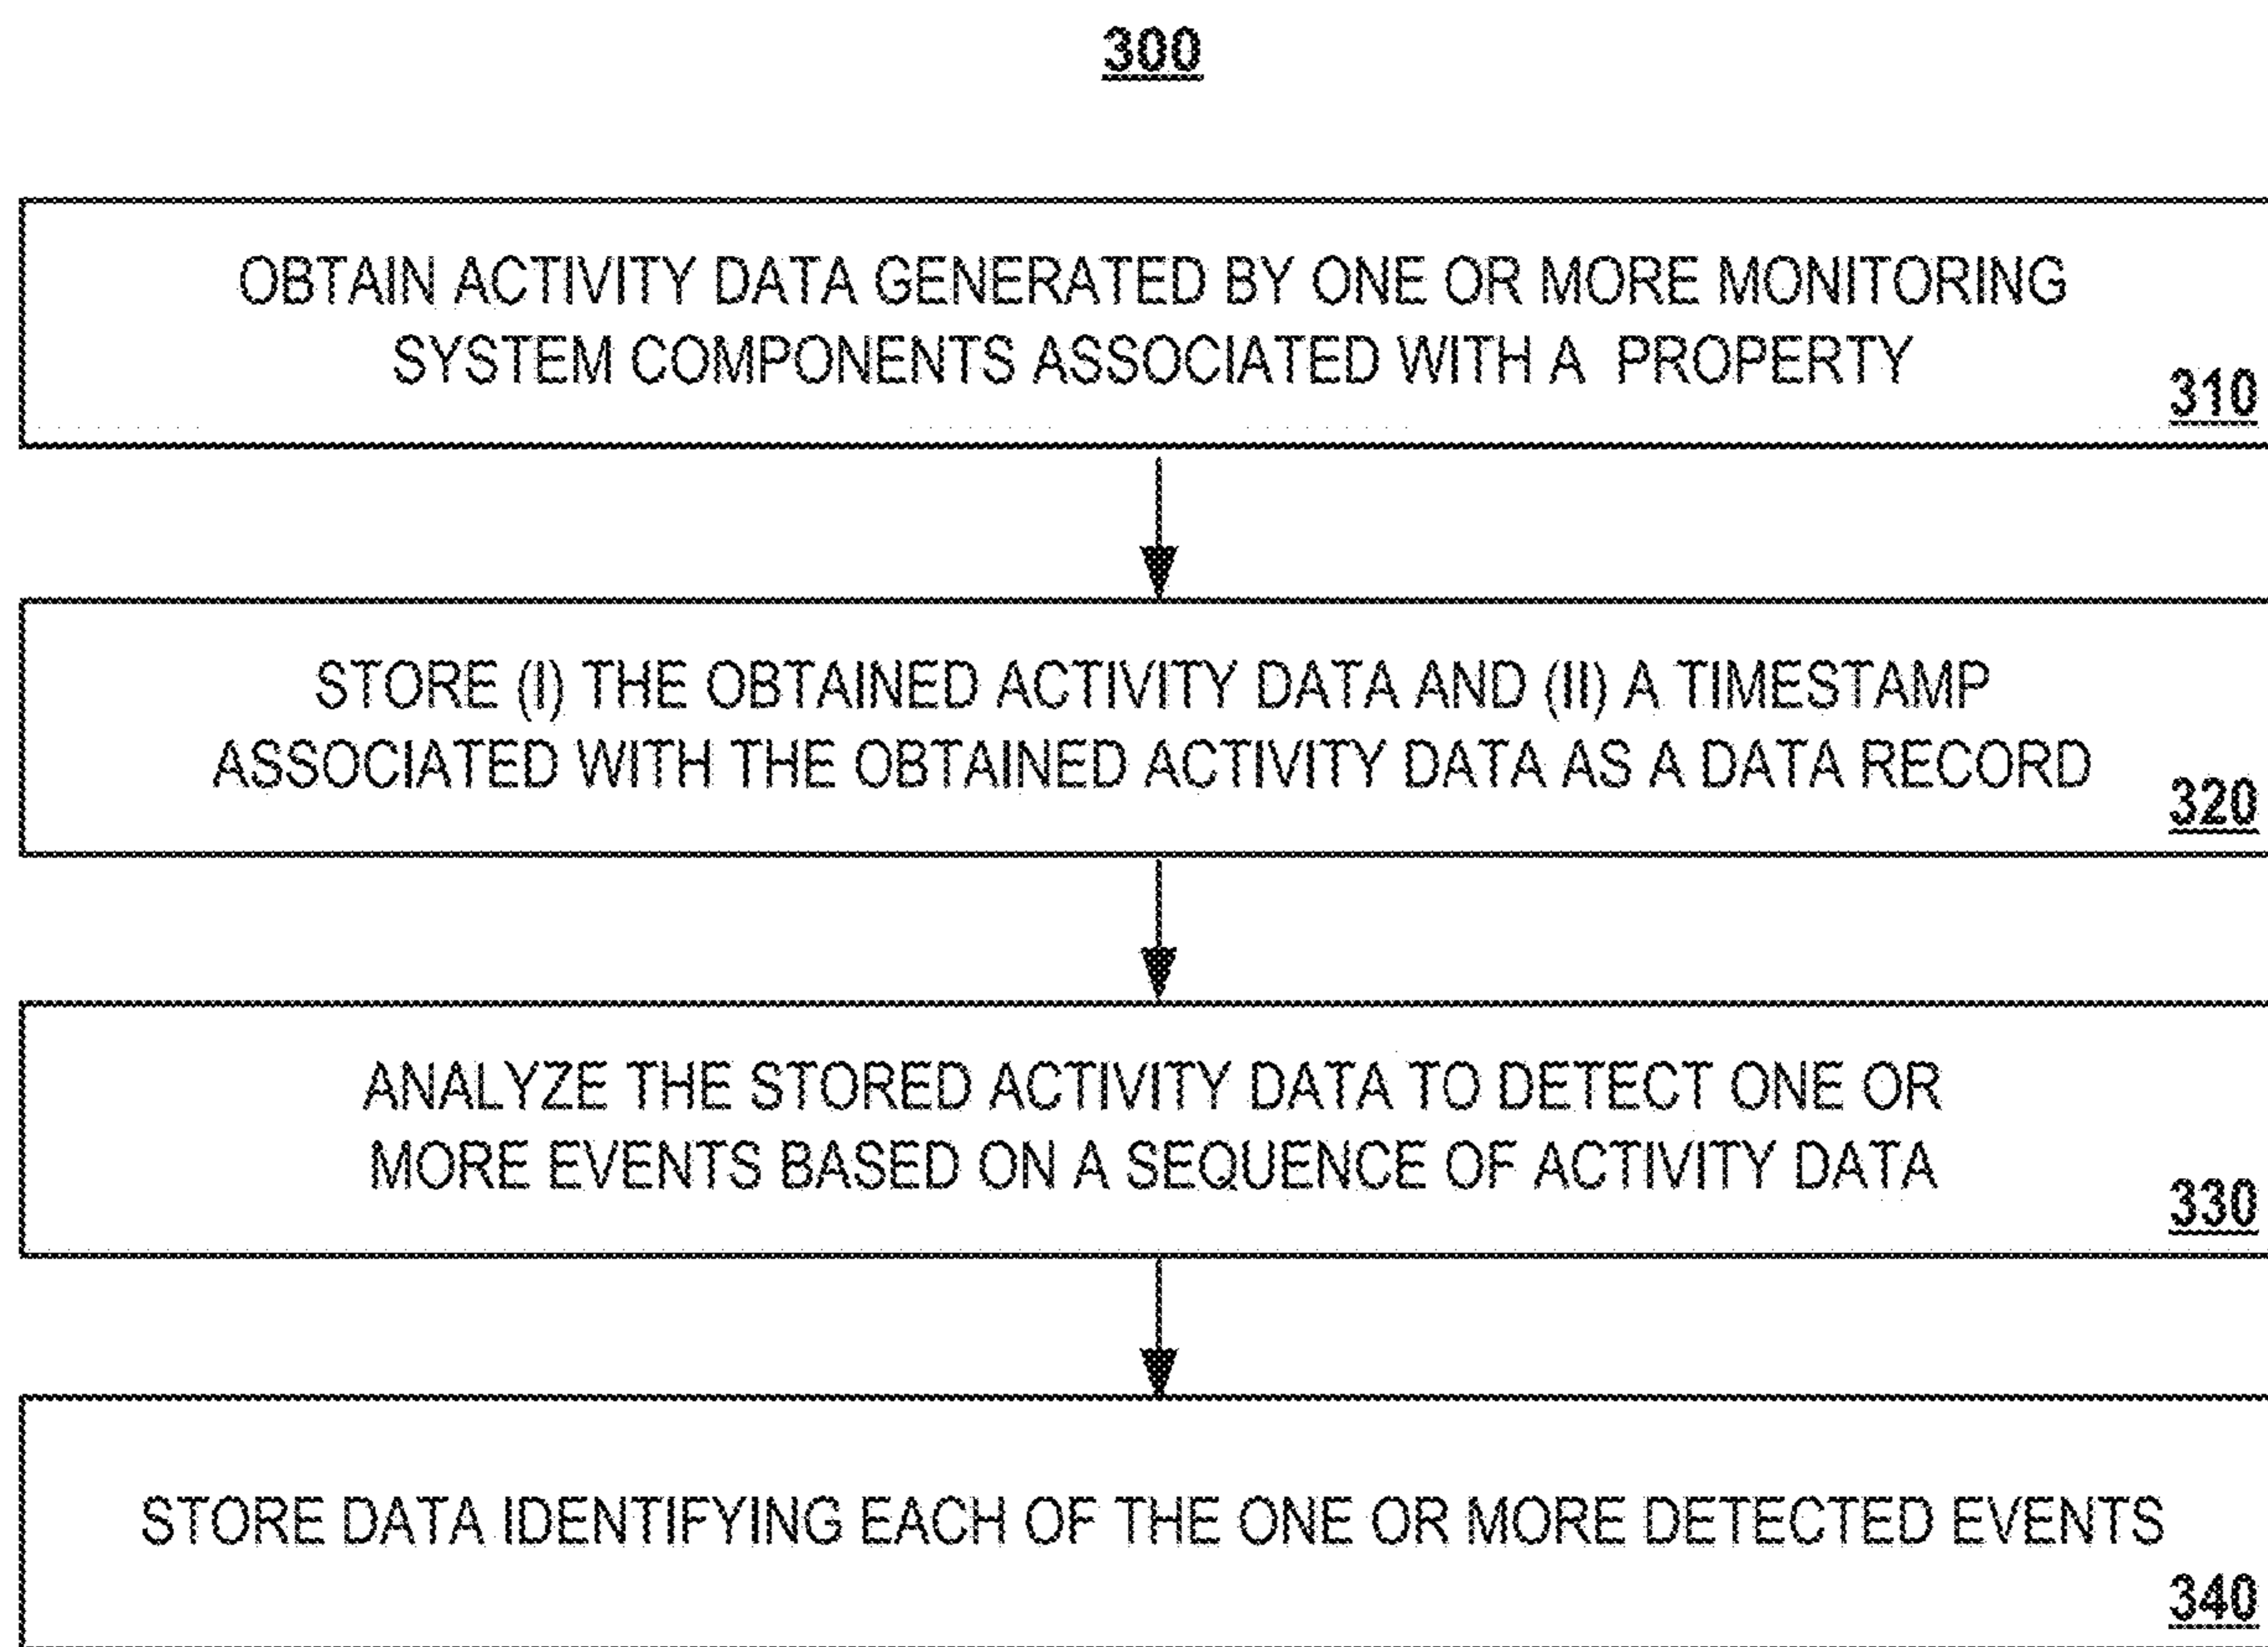 300
OBTAIN ACTIVITY DATA GENERATED BY ONE OR MORE MONITORING
SYSTEM COMPONENTS ASSOCIATED WITH A PROPERTY
310
STORE (I) THE OBTAINED ACTIVITY DATA AND (II) A TIMESTAMP
ASSOCIATED WITH THE OBTAINED ACTIVITY DATA AS A DATA RECORD
320
ANALYZE THE STORED ACTIVITY DATA TO DETECT ONE OR
MORE EVENTS BASED ON A SEQUENCE OF ACTIVITY DATA
330
STORE DATA IDENTIFYING EACH OF THE ONE OR MORE DETECTED EVENTS
340